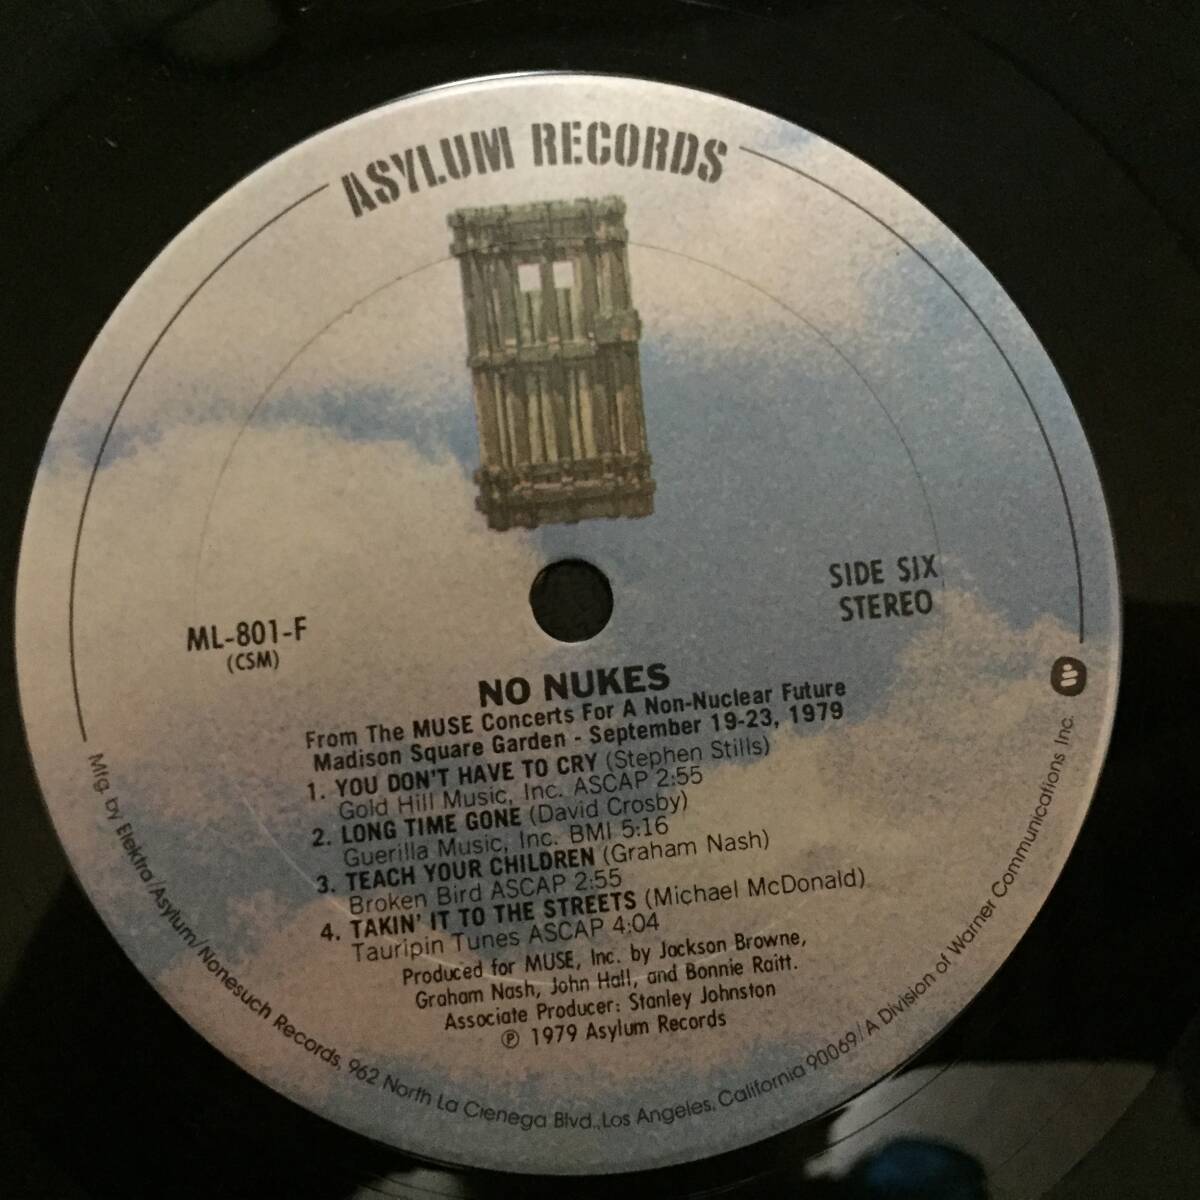 ASYLUM RECORDS
SIDE SIX
STEREO
ML-801-F
(CSM)
NO NUKES
From The MUSE Concerts For A Non-Nuclear Future
Madison Square Garden - September 19-23, 1979
1. YOU DON'T HAVE TO CRY (Stephen Stills)
Gold Hill Music, Inc. ASCAP 2:55
2. LONG TIME GONE (David Crosby)
Guerilla Music, Inc. BMI 5:16
3. TEACH YOUR CHILDREN (Graham Nash)
Broken Bird ASCAP 2:55
4. TAKIN' IT TO THE STREETS (Michael McDonald)
Tauripin Tunes ASCAP 4:04
Produced for MUSE, Inc. by Jackson Browne,
Graham Nash, John Hall, and Bonnie Raitt.
Associate Producer: Stanley Johnston
℗ 1979 Asylum Records
Mfg. by Elektra/Asylum/Nonesuch Records, 962 North La Cienega Blvd., Los Angeles, California 90069/A Division of Warner Communications Inc.